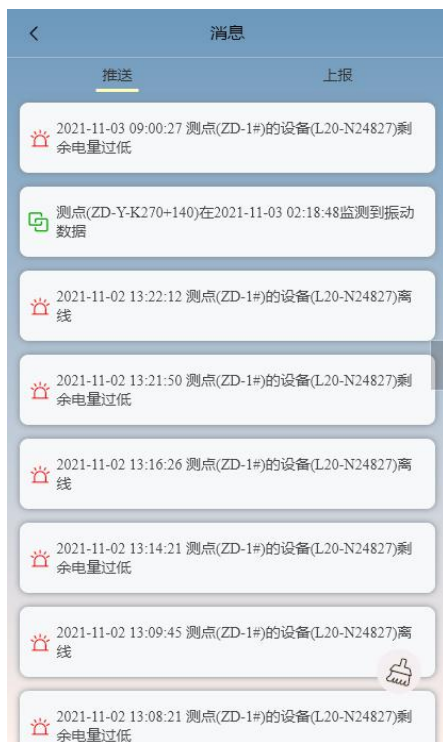 消息
推送
上报
2021-11-03 09:00:27 测点(ZD-1#)的设备(L20-N24827)剩
余电量过低
测点(ZD-Y-K270+140)在2021-11-03 02:18:48监测到振动
数据
2021-11-02 13:22:12 测点(ZD-1#)的设备(L20-N24827)离
线
2021-11-02 13:21:50 测点(ZD-1#)的设备(L20-N24827)剩
余电量过低
2021-11-02 13:16:26 测点(ZD-1#)的设备(L20-N24827)离
线
2021-11-02 13:14:21 测点(ZD-1#)的设备(L20-N24827)剩
余电量过低
2021-11-02 13:09:45 测点(ZD-1#)的设备(L20-N24827)离
线
2021-11-02 13:08:21 测点(ZD-1#)的设备(L20-N24827)剩
余电量过低